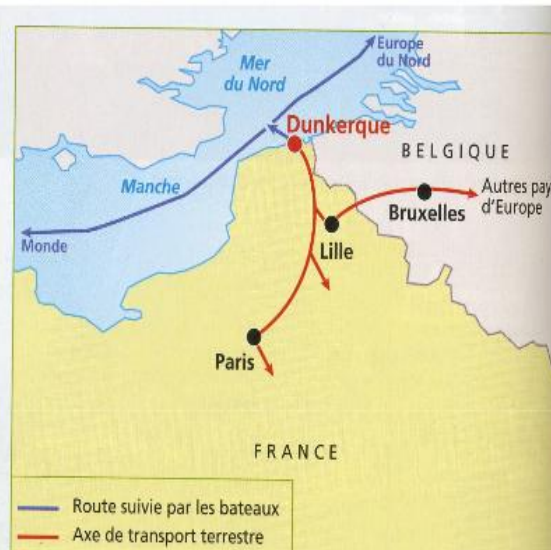 Europe
du Nord
Mer
du Nord
Dunkerque
BELGIQUE
Manche
Autres pay
d'Europe
Bruxelles
Monde
Lille
Paris
FRANCE
Route suivie par les bateaux
Axe de transport terrestre